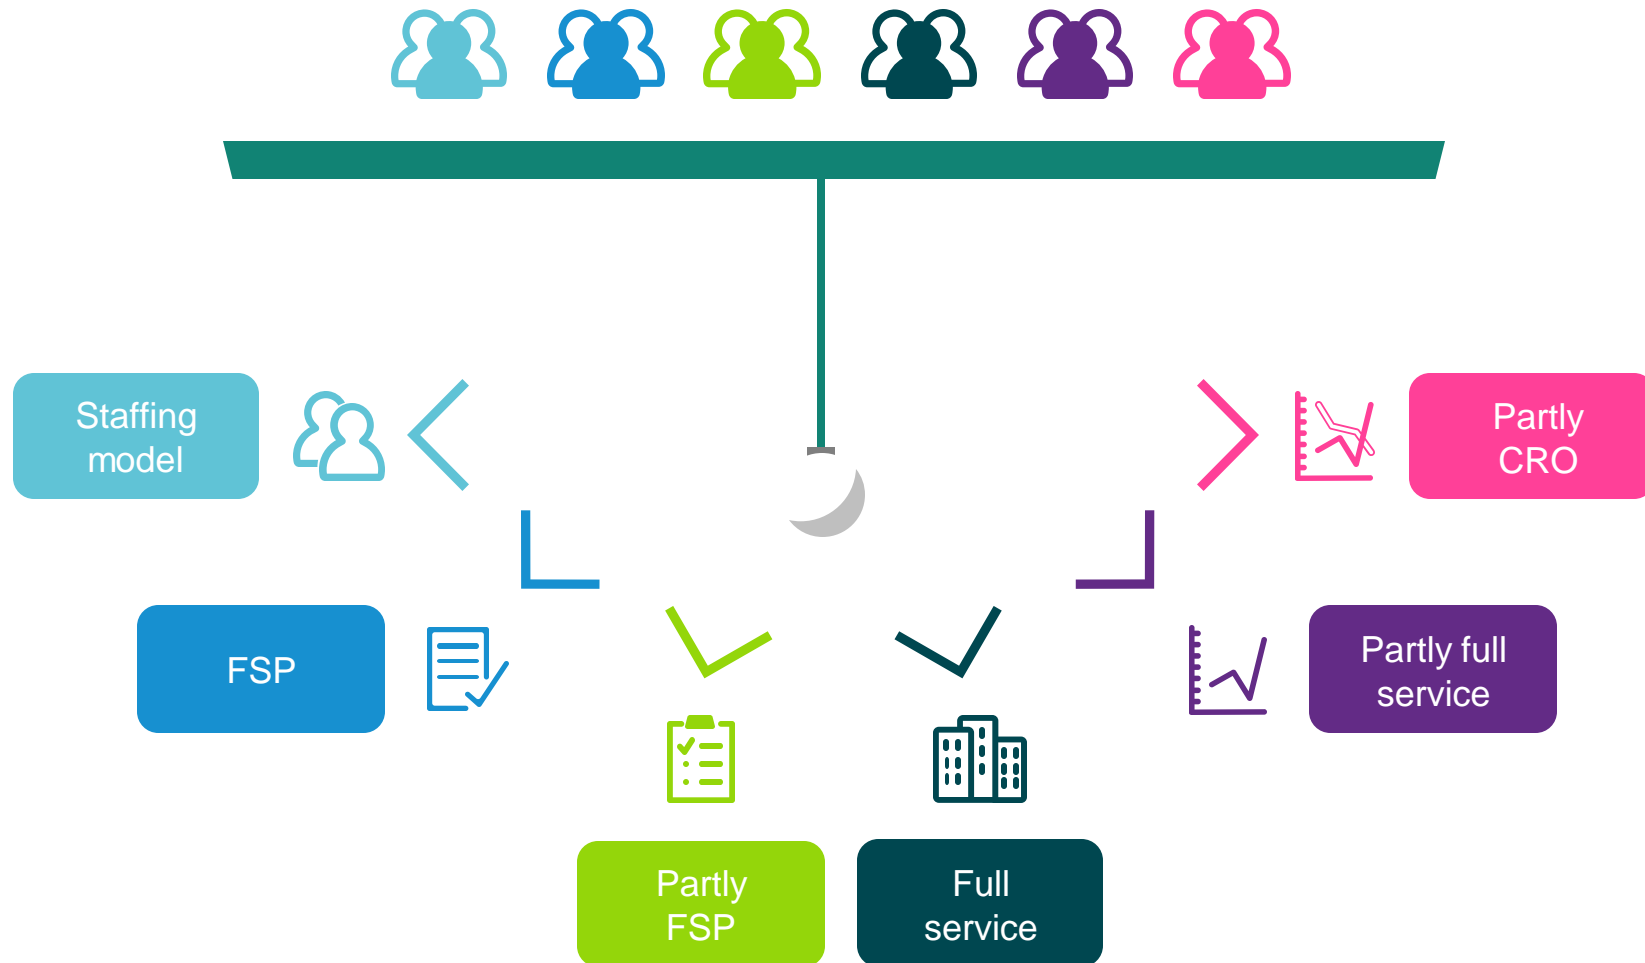 Staffing
model
Partly
CRO
FSP
Partly full
service
Partly
FSP
Full
service